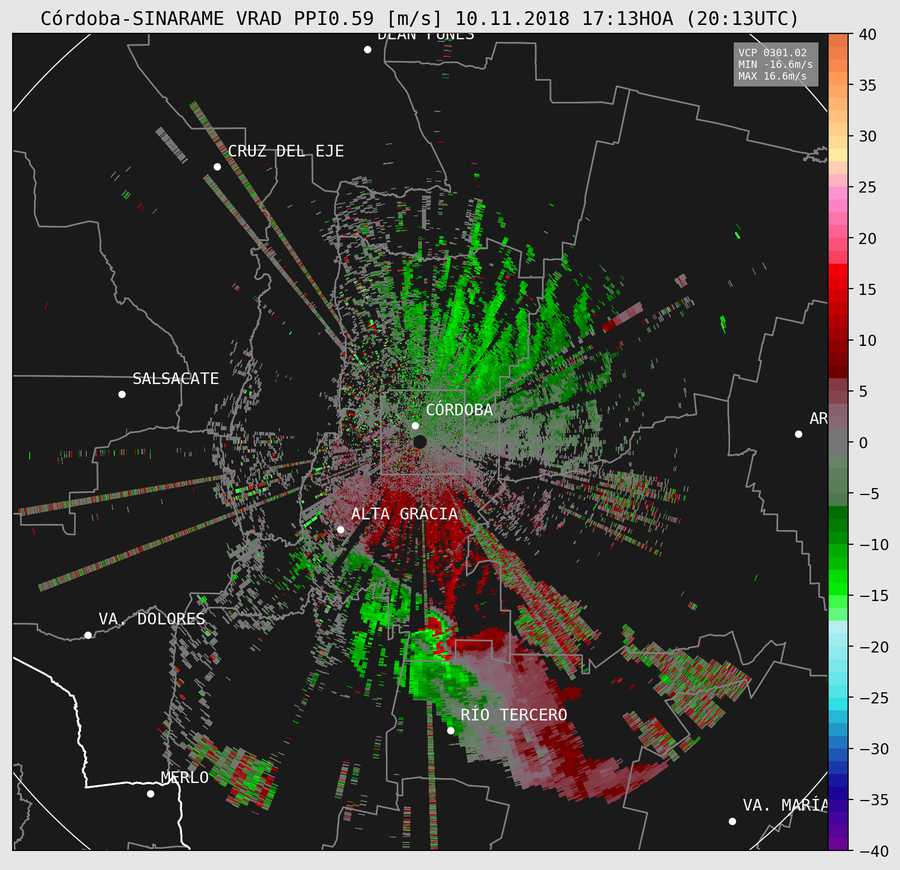 Córdoba-SINARAME VRAD PPI0.59 [m/s] 10.11.2018 17:13HOA (20:13UTC)
DEAN FUNES
VCP 0301.02
MIN -16.6m/s
MAX 16.6m/s
CRUZ DEL EJE
SALSACATE
CÓRDOBA
AR
ALTA GRACIA
VA. DOLORES
RÍO TERCERO
MERLO
VA. MARÍA
40
35
30
25
20
15
10
5
0
−5
−10
−15
−20
−25
−30
−35
−40